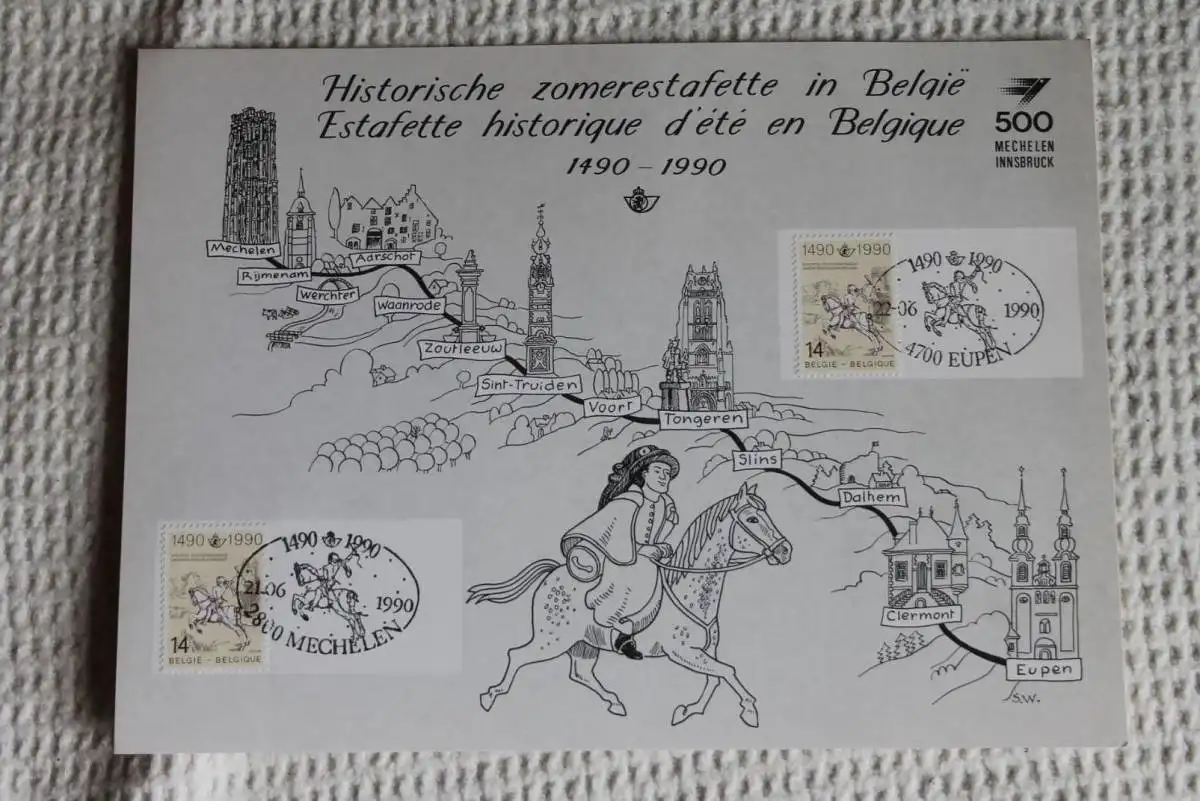 Historische zomerestafette in België
Estafette historique d'été en Belgique
1490 - 1990
500
MECHELEN
INNSBRUCK
Mechelen
Rijmenam
Aarschot
Werchter
Waanrode
Zoutleeuw
Sint-Truiden
Voort
Tongeren
Slins
Dalhem
Clermont
Eupen
S.W.
1490 1990
14
BELGIË - BELGIQUE
1490 1990
22-06
1990
4700 EUPEN
1490 1990
14
BELGIË - BELGIQUE
1490 1990
21-06
1990
2800 MECHELEN